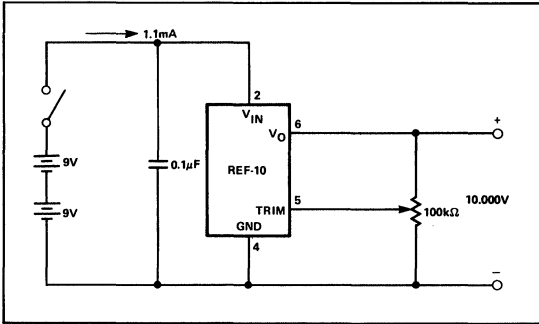 1.1mA
2
VIN
6
VO
9V
0.1µF
REF-10
+
9V
TRIM
5
100kΩ
10.000V
GND
4
−